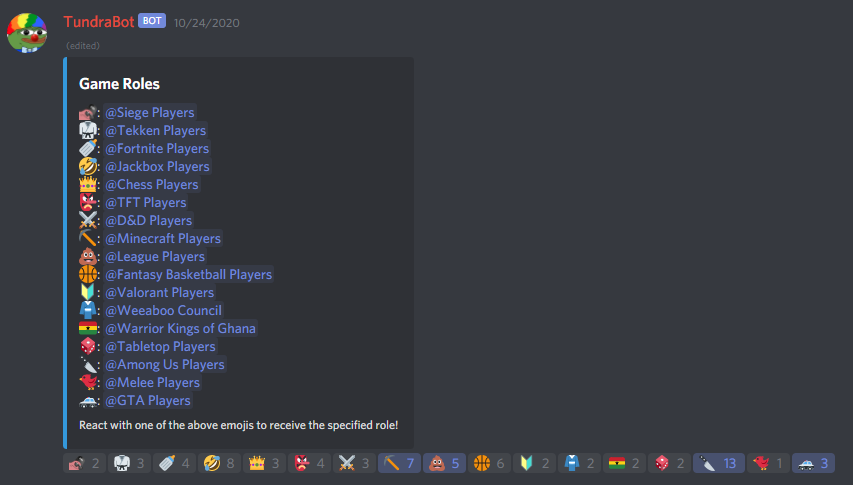 TundraBot BOT 10/24/2020
(edited)
Game Roles
: @Siege Players
: @Tekken Players
: @Fortnite Players
: @Jackbox Players
: @Chess Players
: @TFT Players
: @D&D Players
: @Minecraft Players
: @League Players
: @Fantasy Basketball Players
: @Valorant Players
: @Weeaboo Council
: @Warrior Kings of Ghana
: @Tabletop Players
: @Among Us Players
: @Melee Players
: @GTA Players
React with one of the above emojis to receive the specified role!
2 3 4 8 3 4 3 7 5 6 2 2 2 2 13 1 3